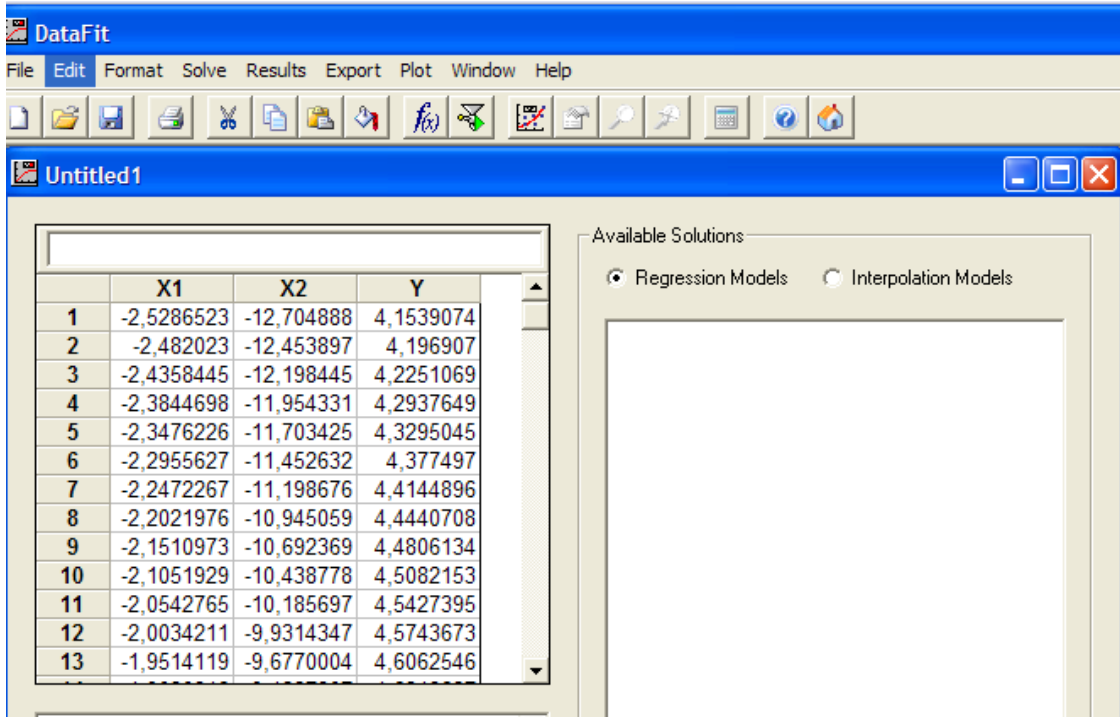 DataFit
File Edit Format Solve Results Export Plot Window Help
f(x)
Untitled1
Available Solutions
Regression Models Interpolation Models
X1 X2 Y
1 -2,5286523 -12,704888 4,1539074
2 -2,482023 -12,453897 4,196907
3 -2,4358445 -12,198445 4,2251069
4 -2,3844698 -11,954331 4,2937649
5 -2,3476226 -11,703425 4,3295045
6 -2,2955627 -11,452632 4,377497
7 -2,2472267 -11,198676 4,4144896
8 -2,2021976 -10,945059 4,4440708
9 -2,1510973 -10,692369 4,4806134
10 -2,1051929 -10,438778 4,5082153
11 -2,0542765 -10,185697 4,5427395
12 -2,0034211 -9,9314347 4,5743673
13 -1,9514119 -9,6770004 4,6062546